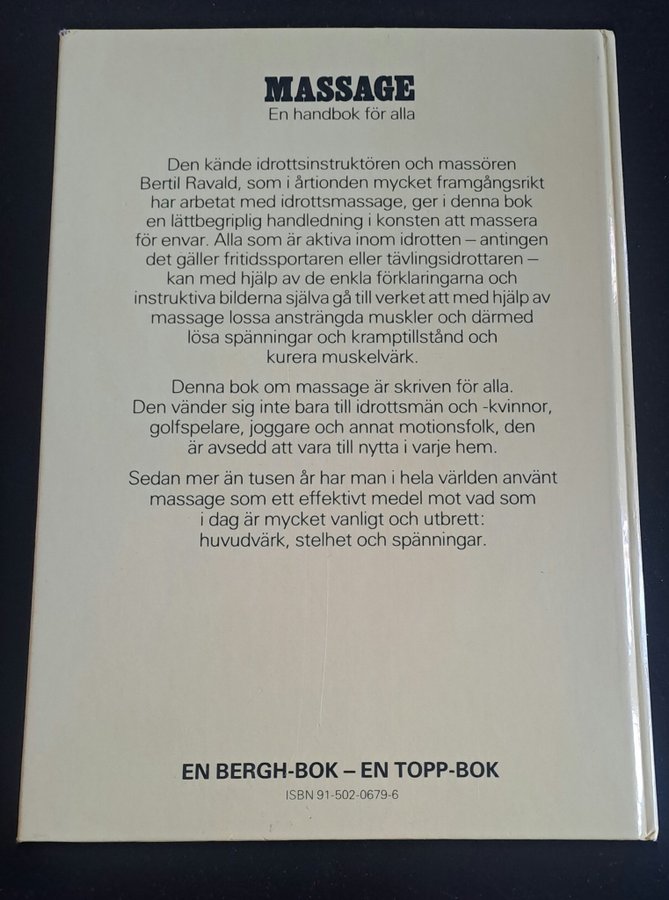 MASSAGE
En handbok för alla
Den kände idrottsinstruktören och massören
Bertil Ravald, som i årtionden mycket framgångsrikt
har arbetat med idrottsmassage, ger i denna bok
en lättbegriplig handledning i konsten att massera
för envar. Alla som är aktiva inom idrotten – antingen
det gäller fritidssportaren eller tävlingsidrottaren –
kan med hjälp av de enkla förklaringarna och
instruktiva bilderna själva gå till verket att med hjälp av
massage lossa ansträngda muskler och därmed
lösa spänningar och kramptillstånd och
kurera muskelvärk.
Denna bok om massage är skriven för alla.
Den vänder sig inte bara till idrottsmän och -kvinnor,
golfspelare, joggare och annat motionsfolk, den
är avsedd att vara till nytta i varje hem.
Sedan mer än tusen år har man i hela världen använt
massage som ett effektivt medel mot vad som
i dag är mycket vanligt och utbrett:
huvudvärk, stelhet och spänningar.
EN BERGH-BOK – EN TOPP-BOK
ISBN 91-502-0679-6